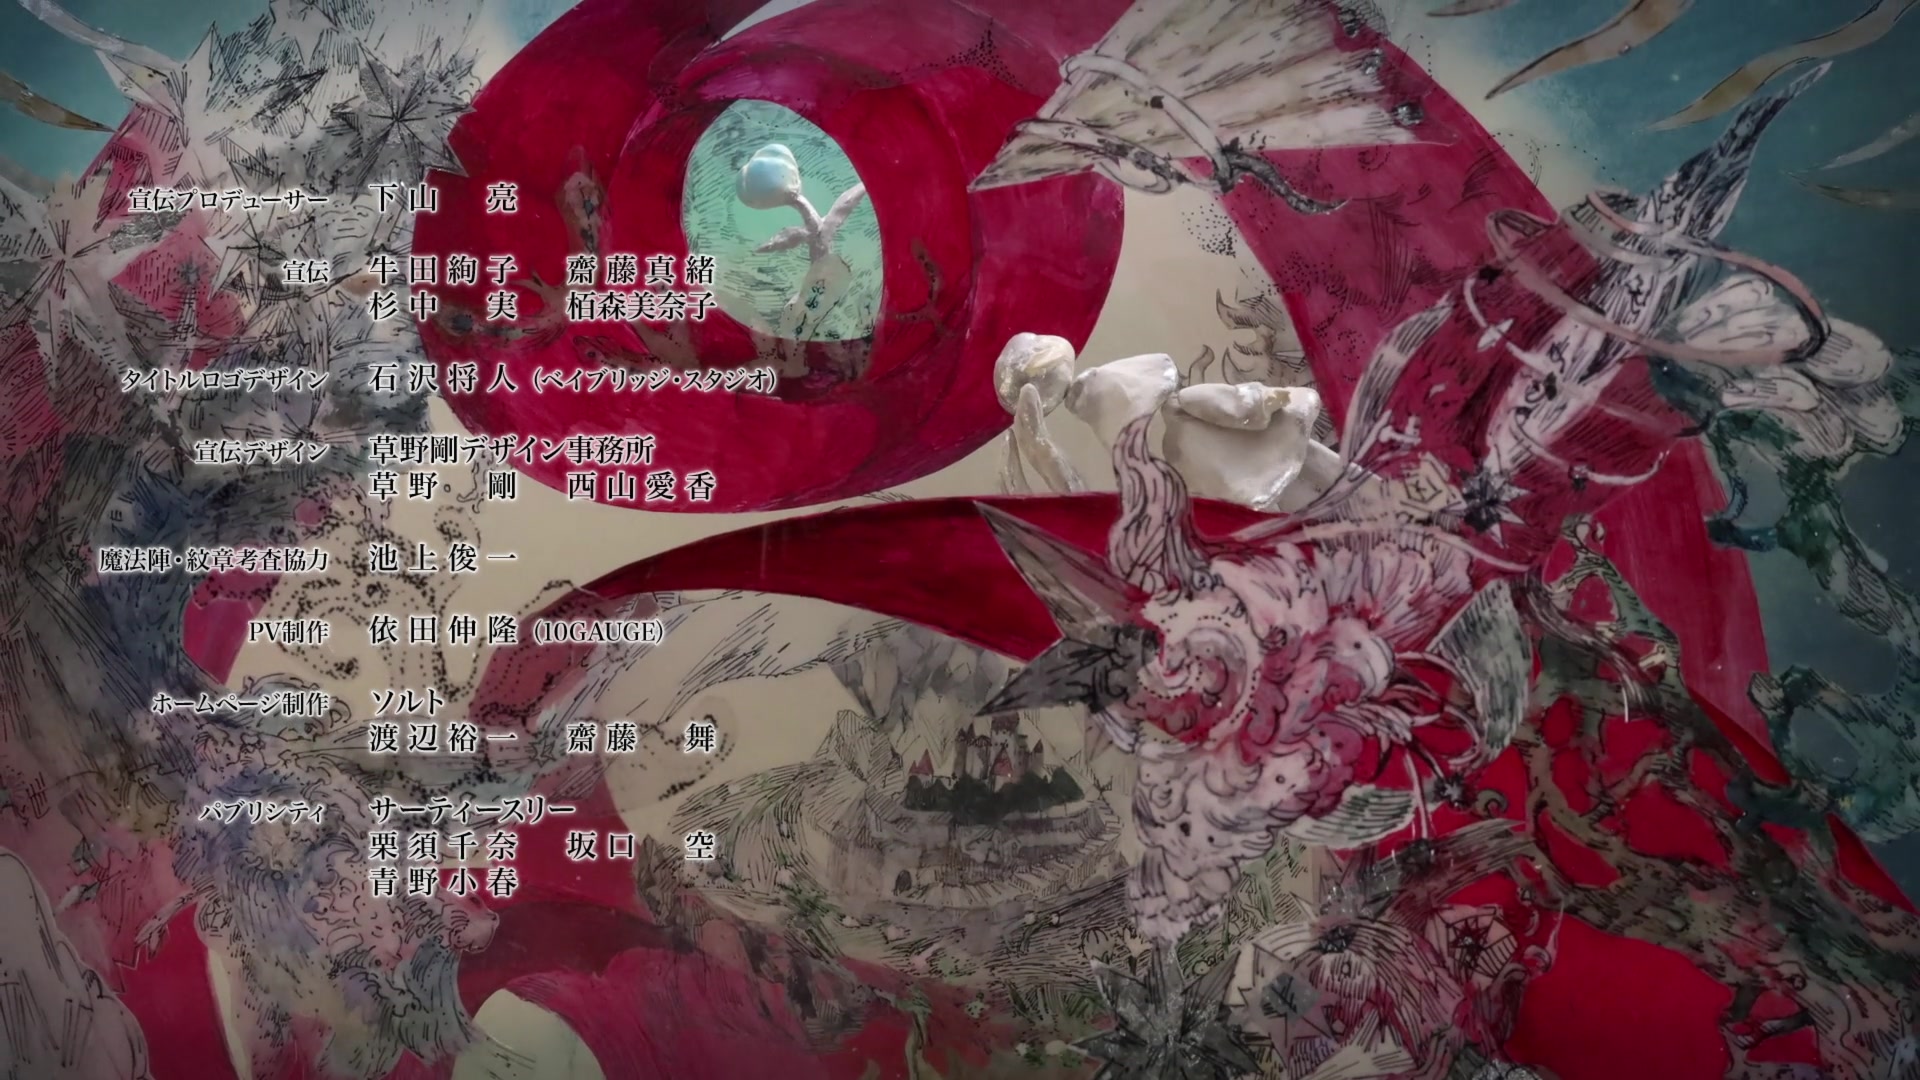 宣伝プロデューサー 下山 亮
宣伝 牛田絢子 齋藤真緒
杉中 実 栢森美奈子
タイトルロゴデザイン 石沢将人（ベイブリッジ・スタジオ）
宣伝デザイン 草野剛デザイン事務所
草野 剛 西山愛香
魔法陣・紋章考査協力 池上俊一
PV制作 依田伸隆（10GAUGE）
ホームページ制作 ソルト
渡辺裕一 齋藤 舞
パブリシティ サーティースリー
栗須千奈 坂口 空
青野小春